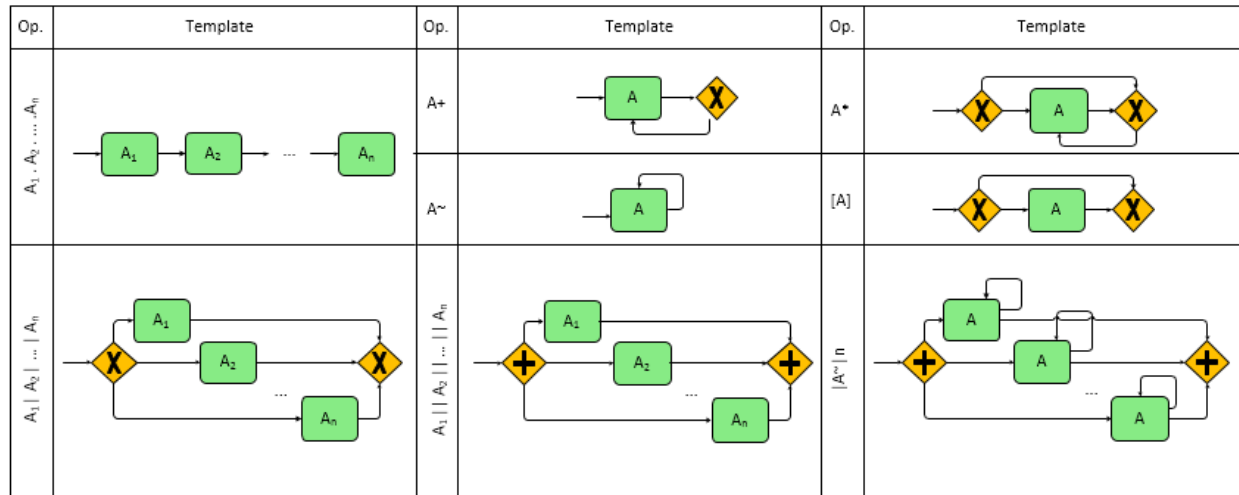 Op. Template Op. Template Op. Template
A₁ . A₂ . ... . Aₙ
A₁ A₂ ... Aₙ
A+
A X
A*
X A X
A~
A
[A]
X A X
A₁ | A₂ | ... | Aₙ
A₁
X A₂ X
...
Aₙ
A₁ || A₂ || ... || Aₙ
A₁
+ A₂ +
...
Aₙ
|A~|n
A
+ A +
...
A